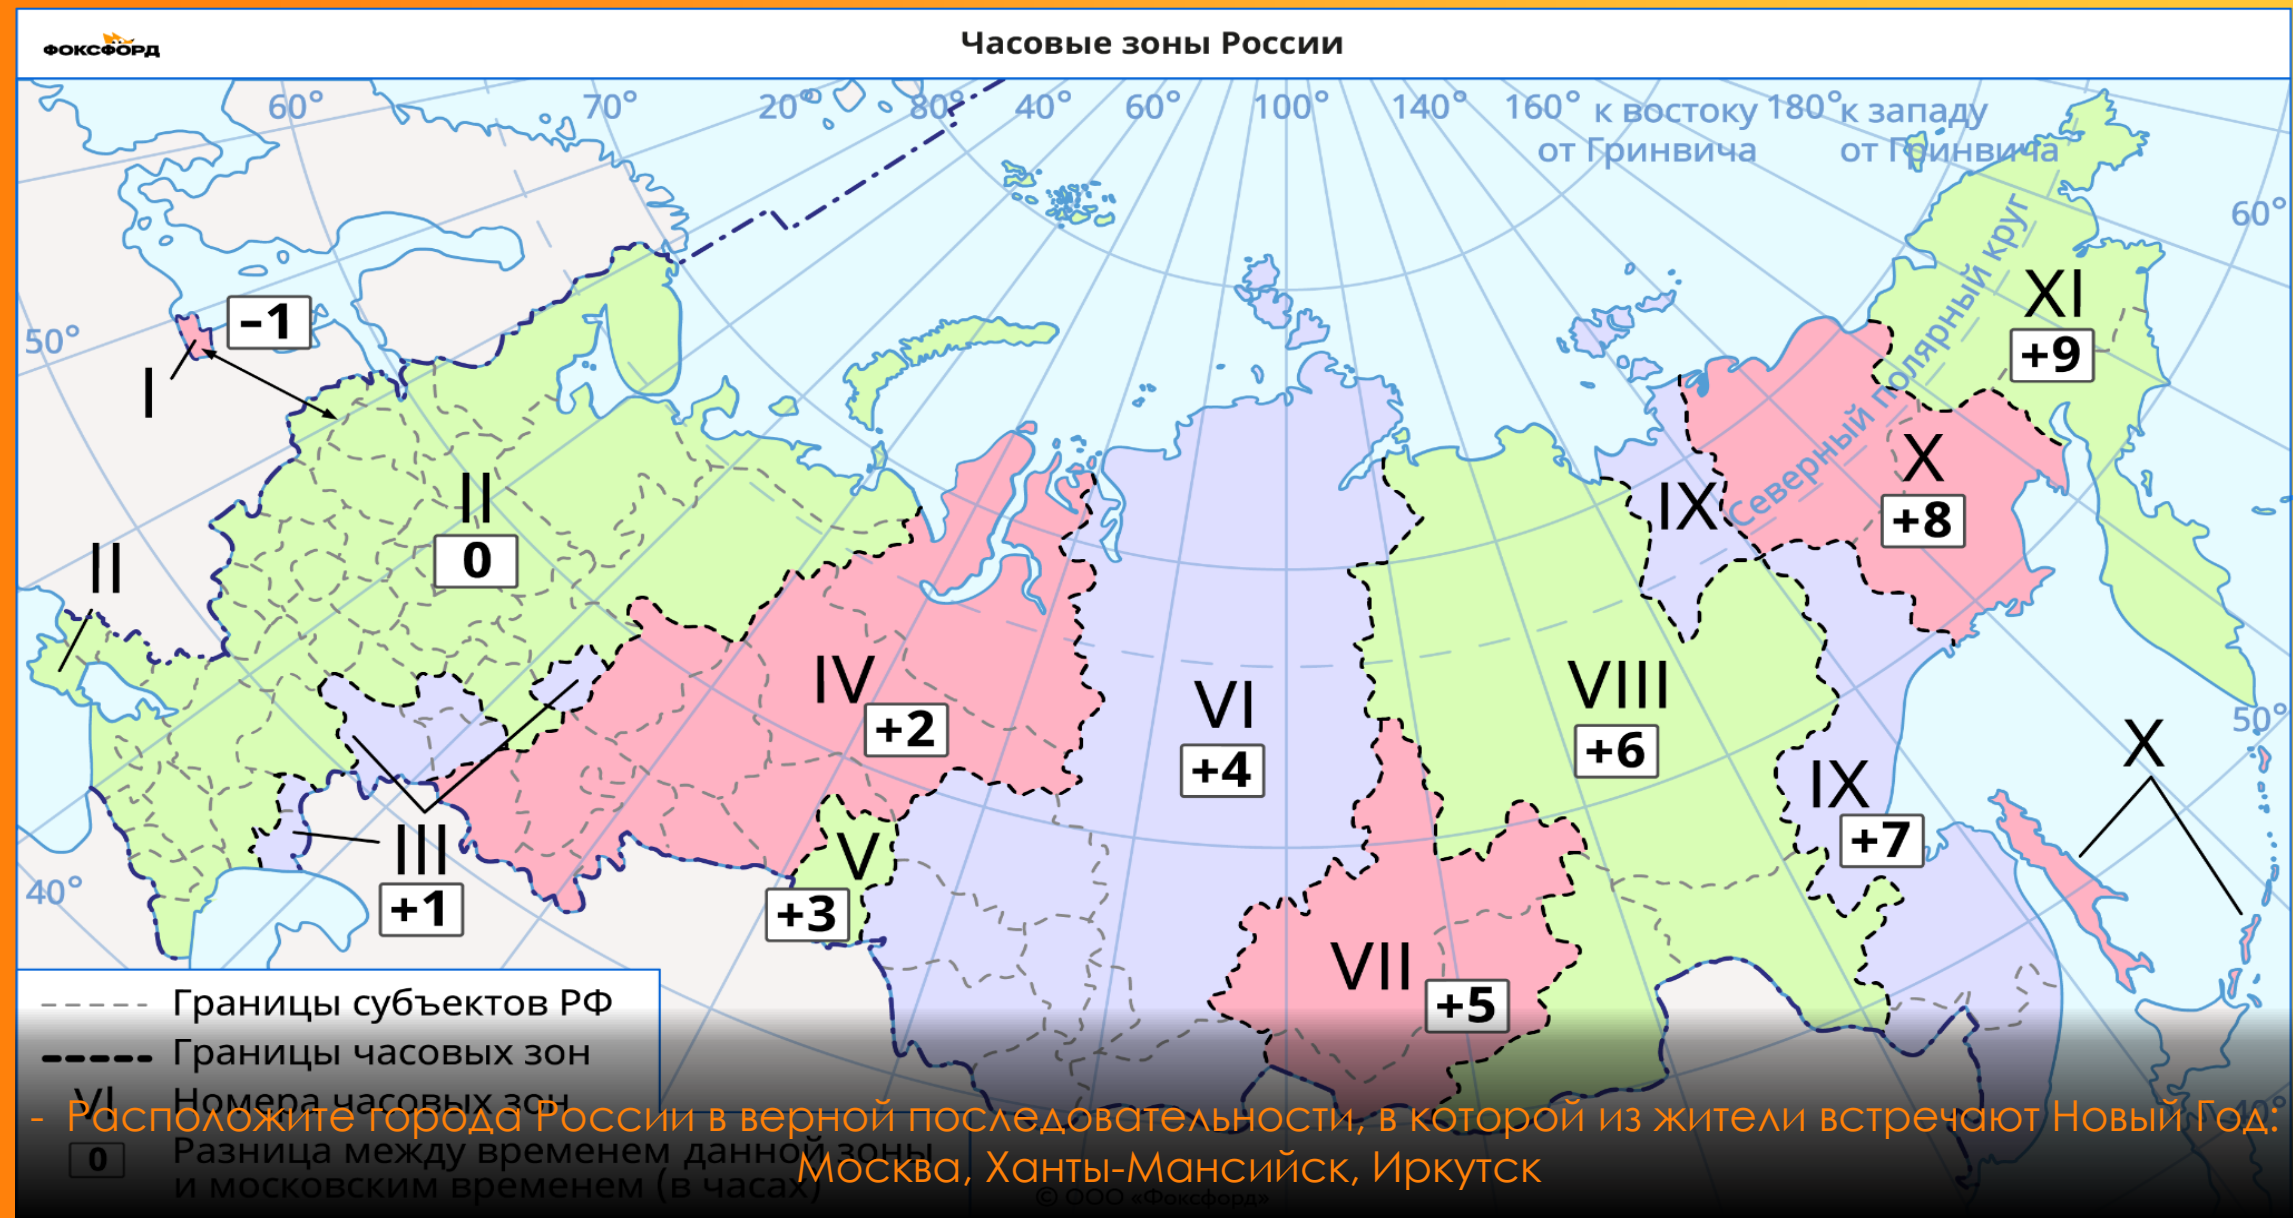 ФОКСФОРД
Часовые зоны России
60° 70° 20° 80° 40° 60° 100° 140° 160° к востоку 180° к западу
от Гринвича от Гринвича
60°
Северный полярный круг
50°
-1
I
XI
+9
II
0
X
+8
IX
II
IV
+2
VI
+4
VIII
+6
50°
X
IX
+7
III
+1
V
+3
40°
VII
+5
Границы субъектов РФ
Границы часовых зон
VI Номера часовых зон
40°
- Расположите города России в верной последовательности, в которой из жители встречают Новый Год:
Москва, Ханты-Мансийск, Иркутск
0 Разница между временем данной зоны
и московским временем (в часах)
© ООО «Фоксфорд»